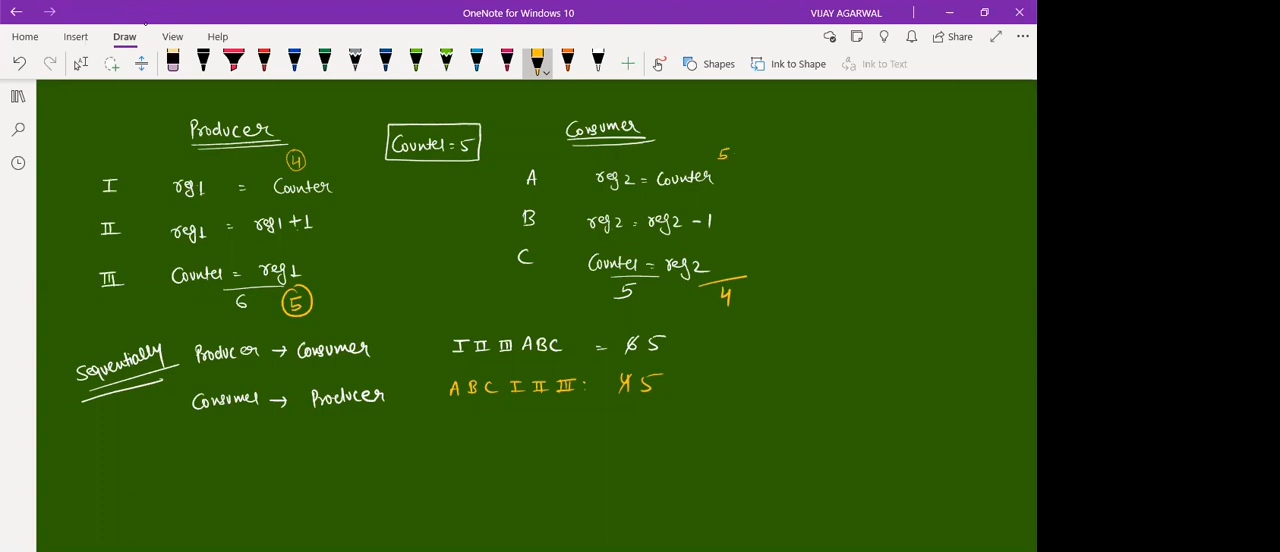 OneNote for Windows 10
VIJAY AGARWAL
Home Insert Draw View Help
Share
Shapes Ink to Shape Ink to Text
Producer
Counter = 5
Consumer
4
5
I reg1 = Counter
A reg2 = Counter
II reg1 = reg1 + 1
B reg2 = reg2 - 1
III Counter = reg1
C Counter = reg2
6 5
5 4
Sequentially
Producer → Consumer I II III ABC = 6 5
Consumer → Producer A B C I II III : 4 5